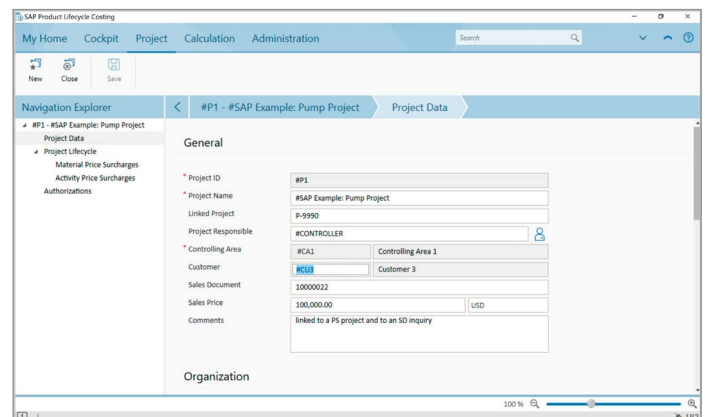 SAP Product Lifecycle Costing
My Home Cockpit Project Calculation Administration Search
New Close Save
Navigation Explorer
#P1 - #SAP Example: Pump Project Project Data
#P1 - #SAP Example: Pump Project
Project Data
Project Lifecycle
Material Price Surcharges
Activity Price Surcharges
Authorizations
General
* Project ID #P1
* Project Name #SAP Example: Pump Project
Linked Project P-9990
Project Responsible #CONTROLLER
* Controlling Area #CA1 Controlling Area 1
Customer #CU3 Customer 3
Sales Document 10000022
Sales Price 100,000.00 USD
Comments linked to a PS project and to an SD inquiry
Organization
100 %